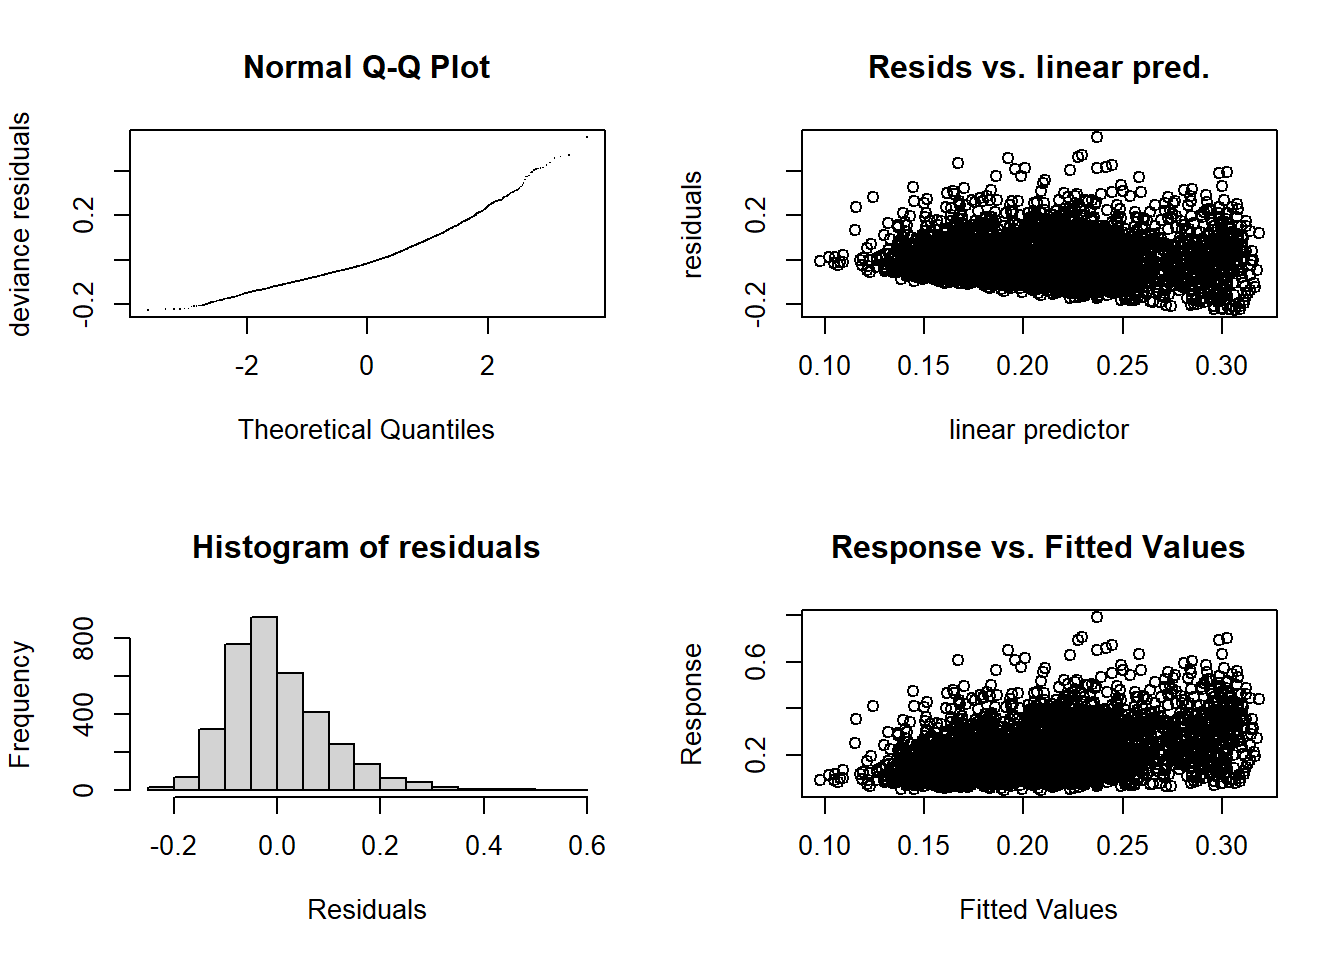 Normal Q-Q Plot
deviance residuals
-0.2
0.2
-2
0
2
Theoretical Quantiles
Resids vs. linear pred.
residuals
-0.2
0.2
0.10
0.15
0.20
0.25
0.30
linear predictor
Histogram of residuals
Frequency
0
400
800
-0.2
0.0
0.2
0.4
0.6
Residuals
Response vs. Fitted Values
Response
0.2
0.6
0.10
0.15
0.20
0.25
0.30
Fitted Values